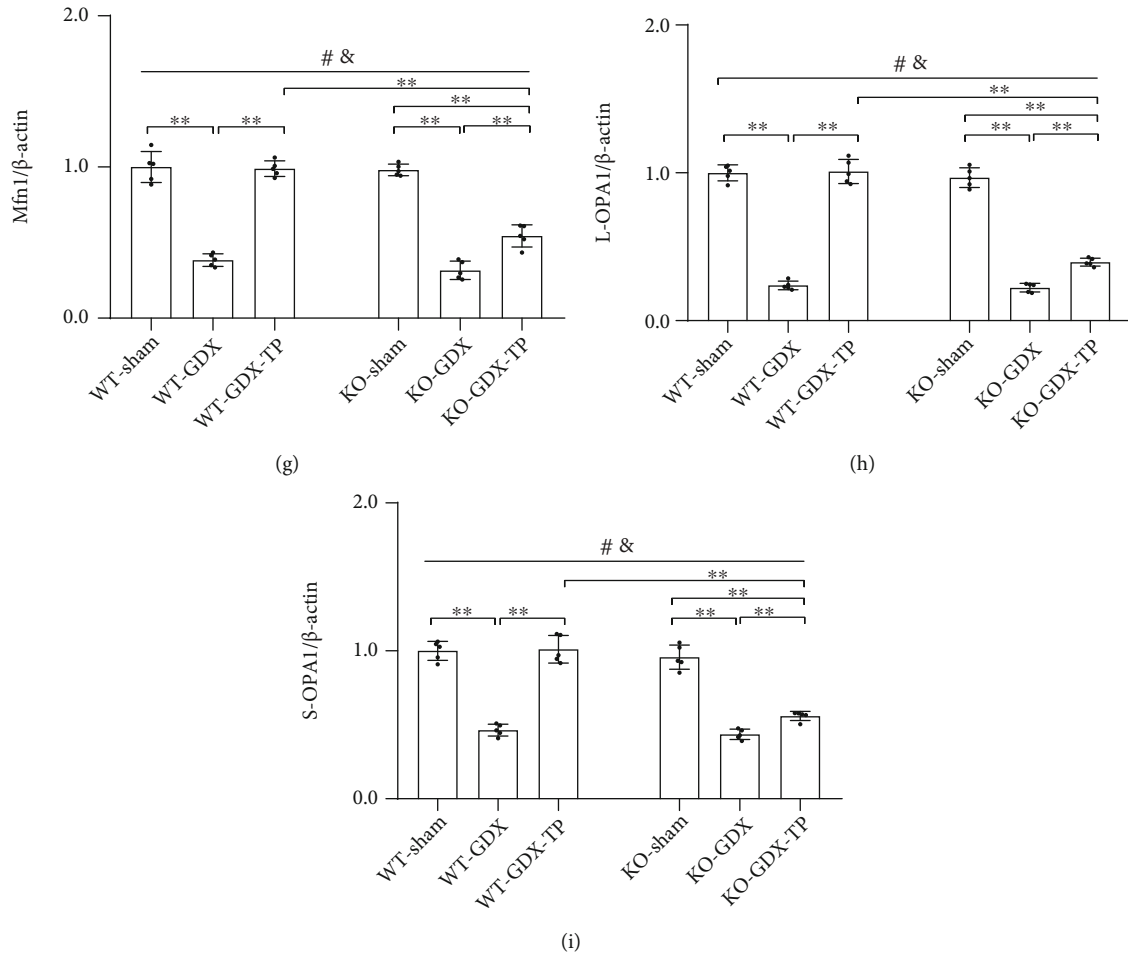 2.0
# &
**
**
** ** ** **
1.0
0.0
Mfn1/β-actin
WT-sham
WT-GDX
WT-GDX-TP
KO-sham
KO-GDX
KO-GDX-TP
(g)
2.0
# &
**
**
** ** ** **
1.0
0.0
L-OPA1/β-actin
WT-sham
WT-GDX
WT-GDX-TP
KO-sham
KO-GDX
KO-GDX-TP
(h)
2.0
# &
**
**
** ** ** **
1.0
0.0
S-OPA1/β-actin
WT-sham
WT-GDX
WT-GDX-TP
KO-sham
KO-GDX
KO-GDX-TP
(i)